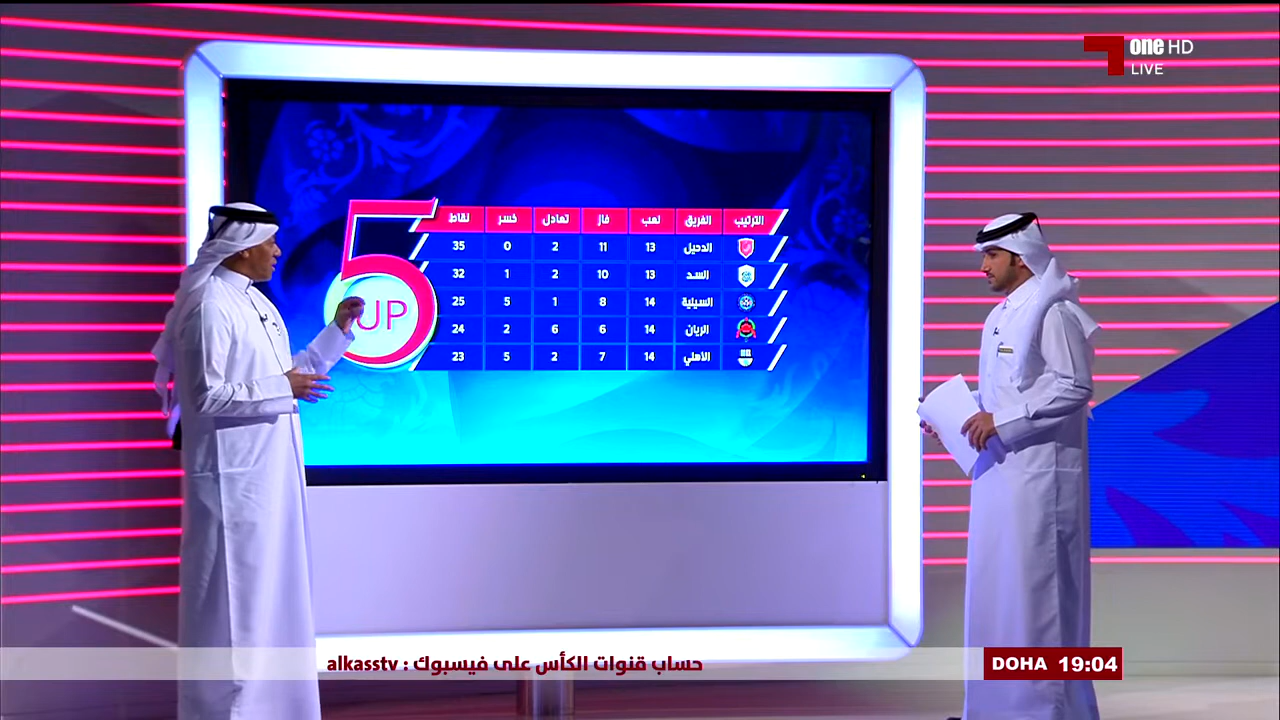 one HD
LIVE
الترتيب الفريق لعب فاز تعادل خسر نقاط
الدحيل 13 11 2 0 35
السد 13 10 2 1 32
السيلية 14 8 1 5 25
الريان 14 6 6 2 24
الاهلي 14 7 2 5 23
5
UP
حساب قنوات الكأس على فيسبوك : alkasstv
DOHA 19:04